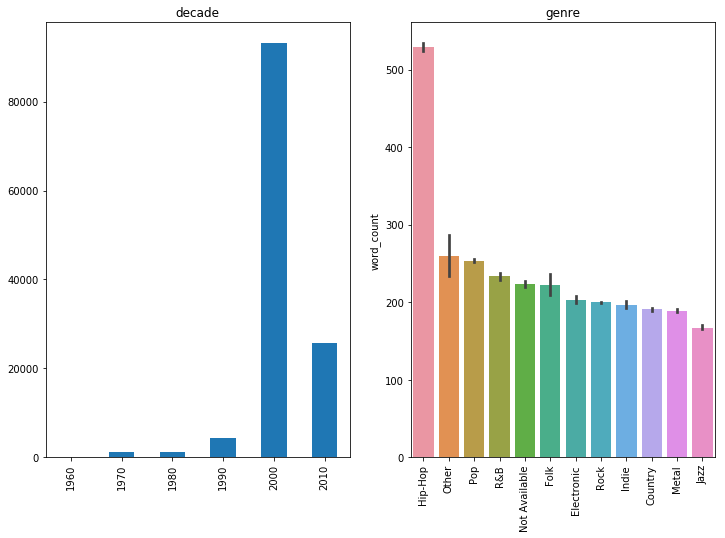 decade
80000
60000
40000
20000
0
1960
1970
1980
1990
2000
2010
genre
word_count
500
400
300
200
100
0
Hip-Hop
Other
Pop
R&B
Not Available
Folk
Electronic
Rock
Indie
Country
Metal
Jazz